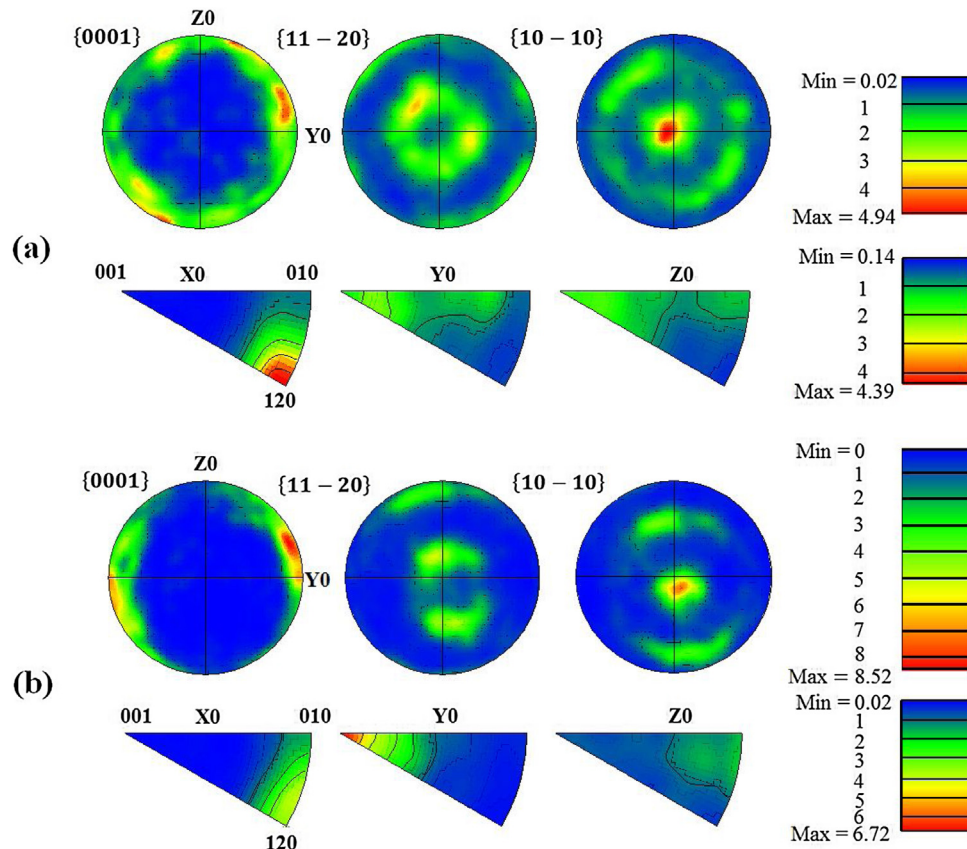 Z0
{0001}
{11 − 20}
{10 − 10}
Y0
Min = 0.02
1
2
3
4
Max = 4.94
(a)
001
X0
010
Y0
Z0
120
Min = 0.14
1
2
3
4
Max = 4.39
Z0
{0001}
{11 − 20}
{10 − 10}
Y0
Min = 0
1
2
3
4
5
6
7
8
Max = 8.52
(b)
001
X0
010
Y0
Z0
120
Min = 0.02
1
2
3
4
5
6
Max = 6.72